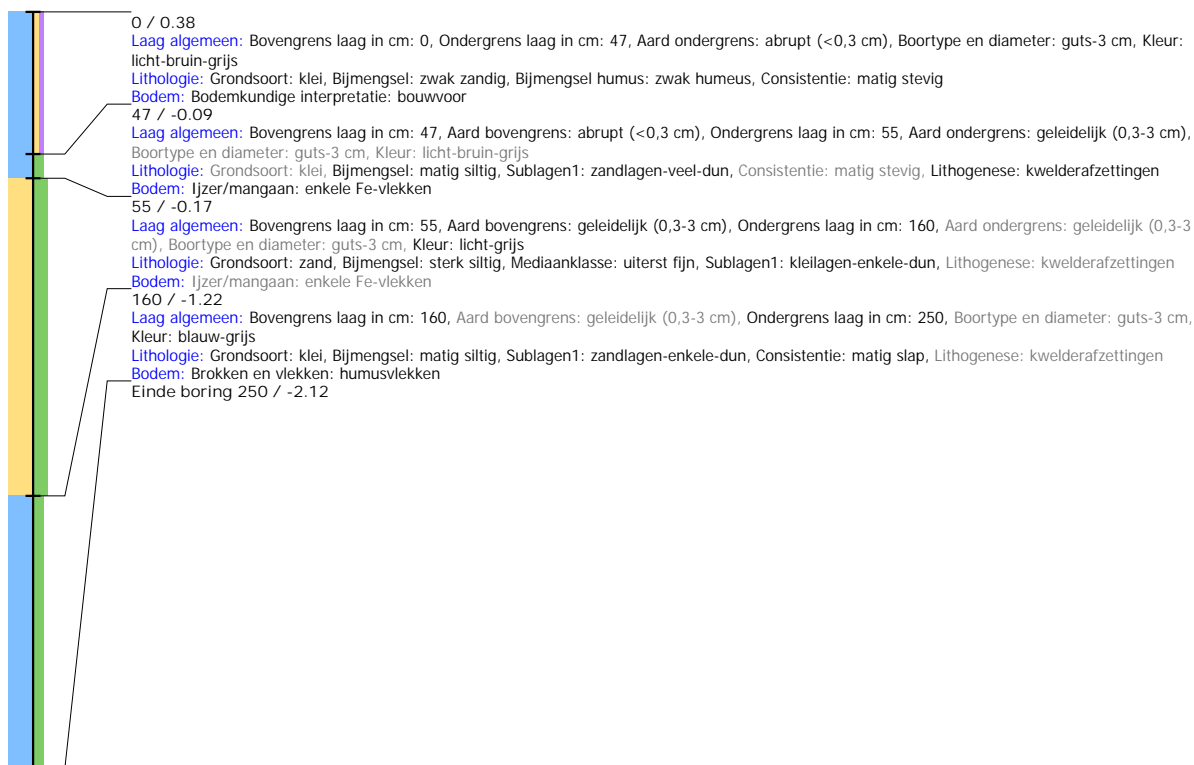 0 / 0.38
Laag algemeen: Bovengrens laag in cm: 0, Ondergrens laag in cm: 47, Aard ondergrens: abrupt (<0,3 cm), Boortype en diameter: guts-3 cm, Kleur:
licht-bruin-grijs
Lithologie: Grondsoort: klei, Bijmengsel: zwak zandig, Bijmengsel humus: zwak humeus, Consistentie: matig stevig
Bodem: Bodemkundige interpretatie: bouwvoor
47 / -0.09
Laag algemeen: Bovengrens laag in cm: 47, Aard bovengrens: abrupt (<0,3 cm), Ondergrens laag in cm: 55, Aard ondergrens: geleidelijk (0,3-3 cm),
Boortype en diameter: guts-3 cm, Kleur: licht-bruin-grijs
Lithologie: Grondsoort: klei, Bijmengsel: matig siltig, Sublagen1: zandlagen-veel-dun, Consistentie: matig stevig, Lithogenese: kwelderafzettingen
Bodem: Ijzer/mangaan: enkele Fe-vlekken
55 / -0.17
Laag algemeen: Bovengrens laag in cm: 55, Aard bovengrens: geleidelijk (0,3-3 cm), Ondergrens laag in cm: 160, Aard ondergrens: geleidelijk (0,3-3
cm), Boortype en diameter: guts-3 cm, Kleur: licht-grijs
Lithologie: Grondsoort: zand, Bijmengsel: sterk siltig, Mediaanklasse: uiterst fijn, Sublagen1: kleilagen-enkele-dun, Lithogenese: kwelderafzettingen
Bodem: Ijzer/mangaan: enkele Fe-vlekken
160 / -1.22
Laag algemeen: Bovengrens laag in cm: 160, Aard bovengrens: geleidelijk (0,3-3 cm), Ondergrens laag in cm: 250, Boortype en diameter: guts-3 cm,
Kleur: blauw-grijs
Lithologie: Grondsoort: klei, Bijmengsel: matig siltig, Sublagen1: zandlagen-enkele-dun, Consistentie: matig slap, Lithogenese: kwelderafzettingen
Bodem: Brokken en vlekken: humusvlekken
Einde boring 250 / -2.12